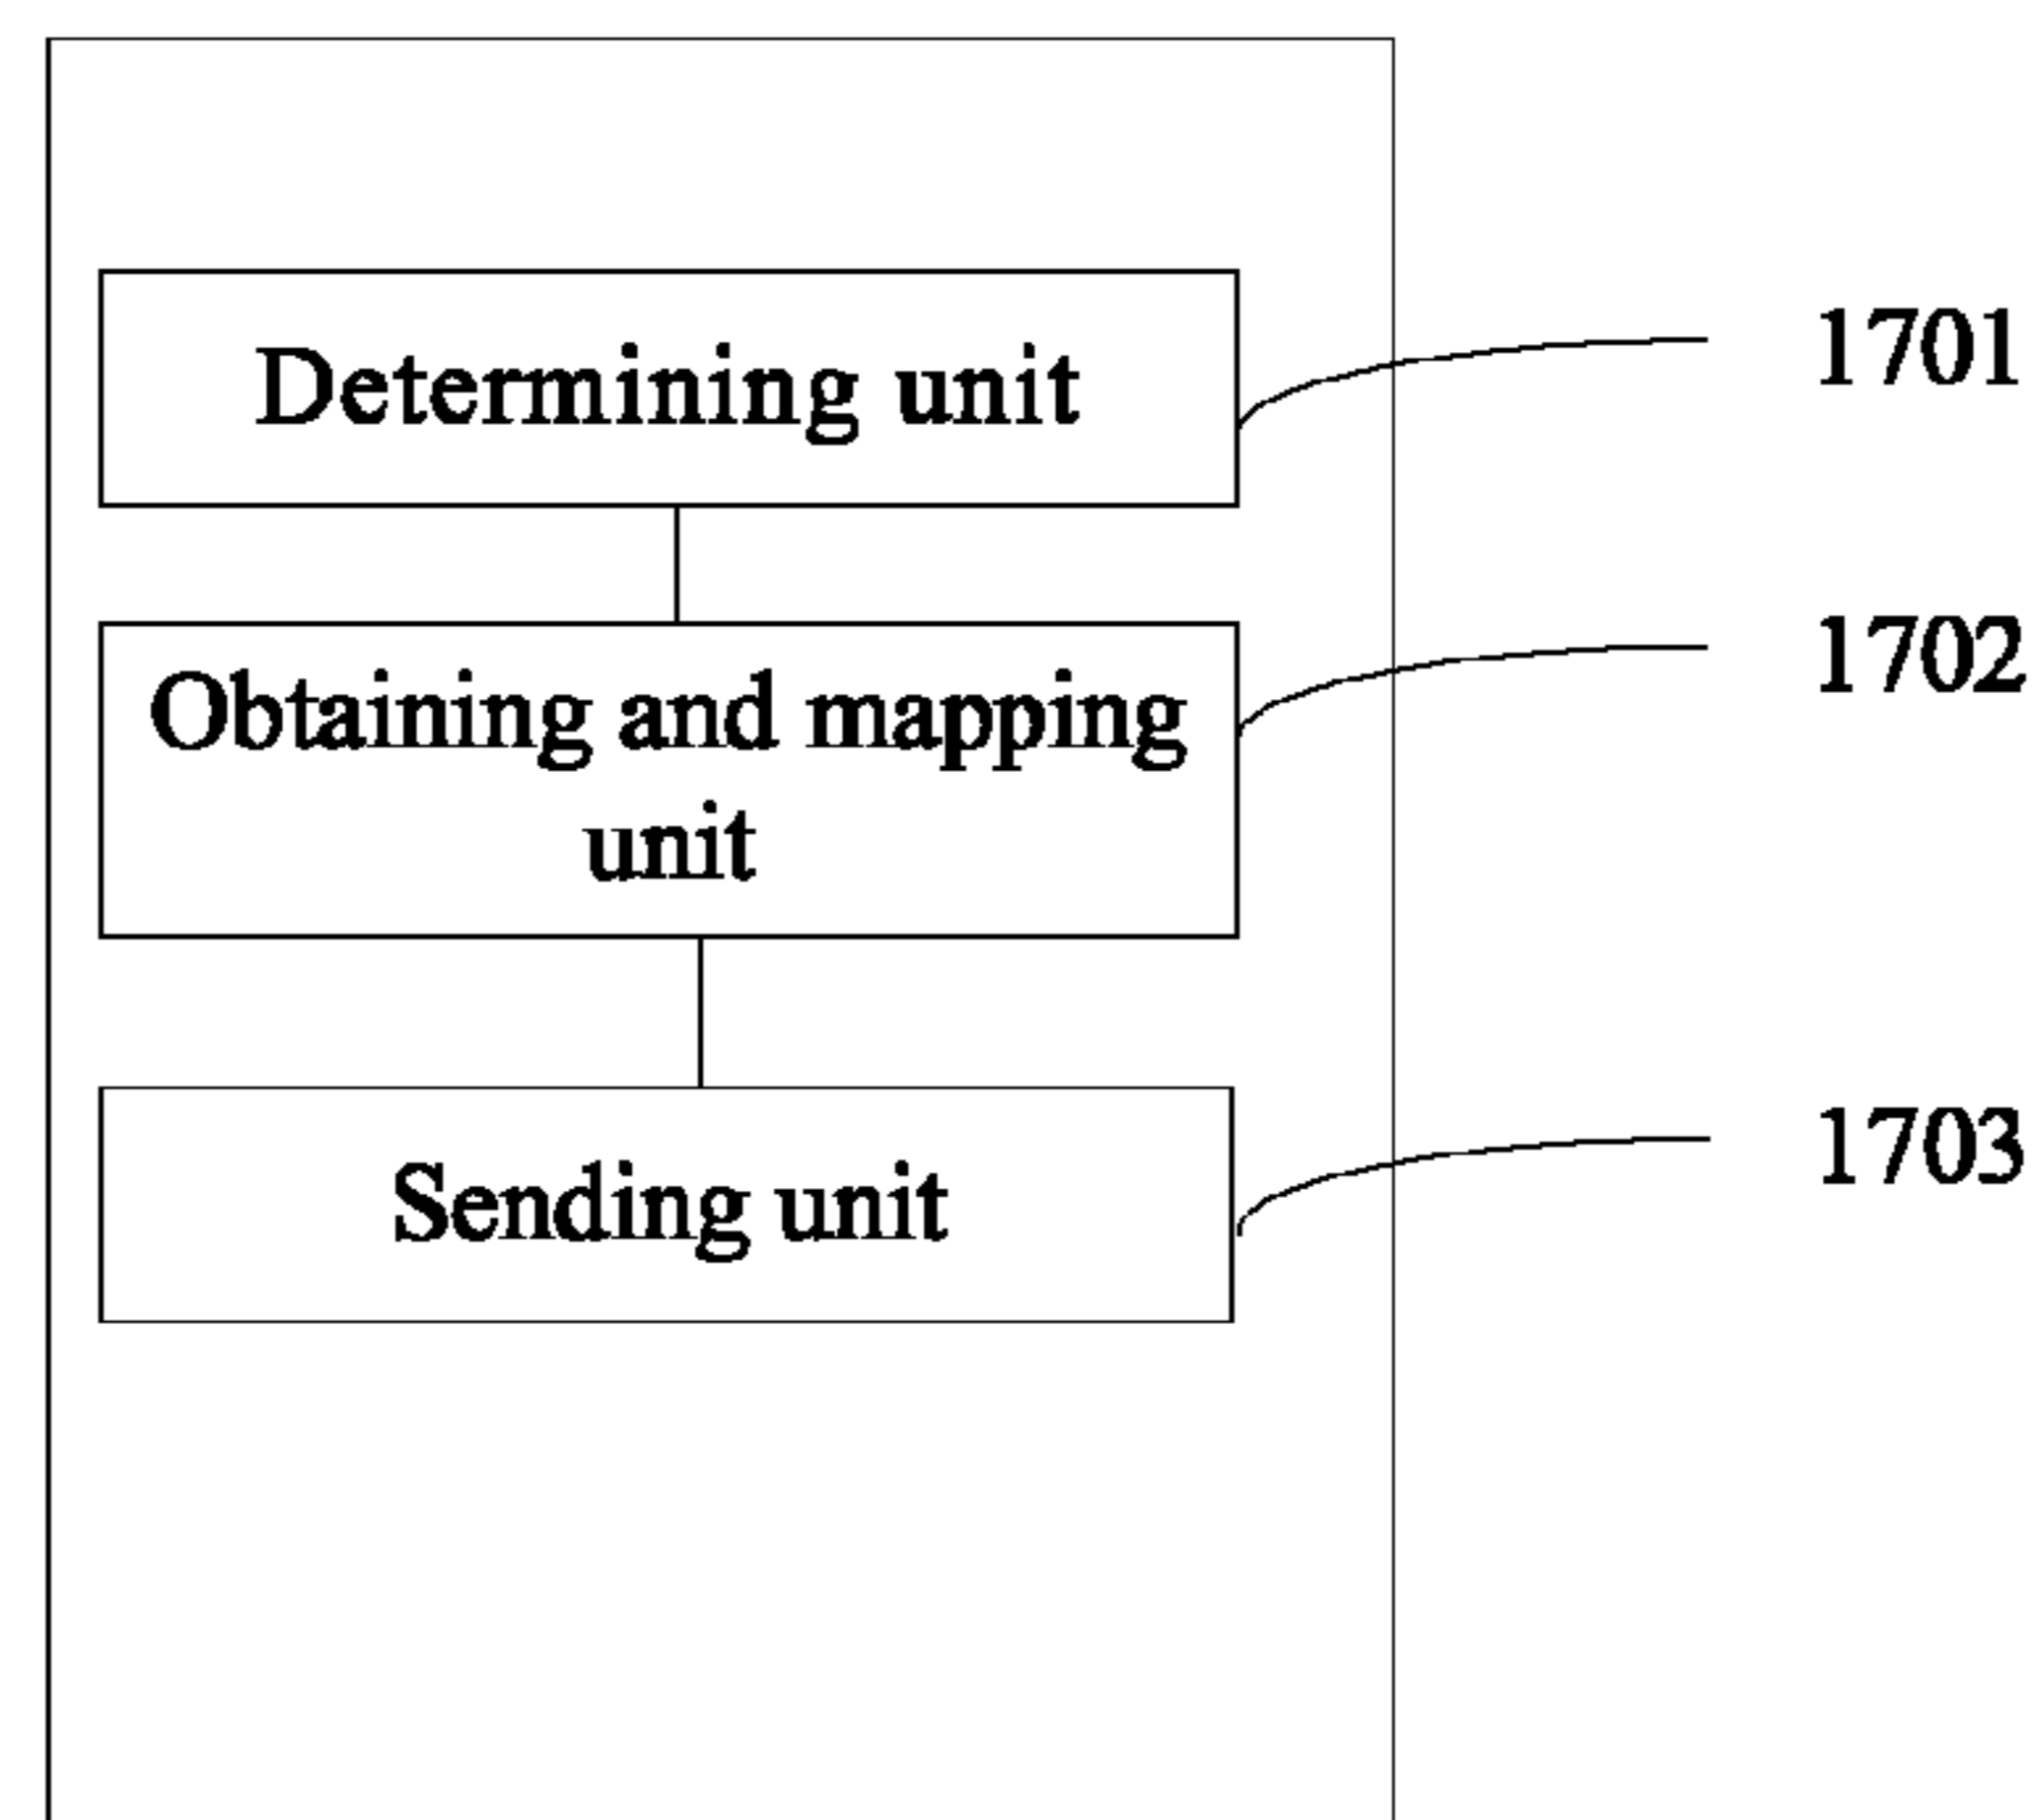 Determining unit
1701
Obtaining and mapping
unit
1702
Sending unit
1703